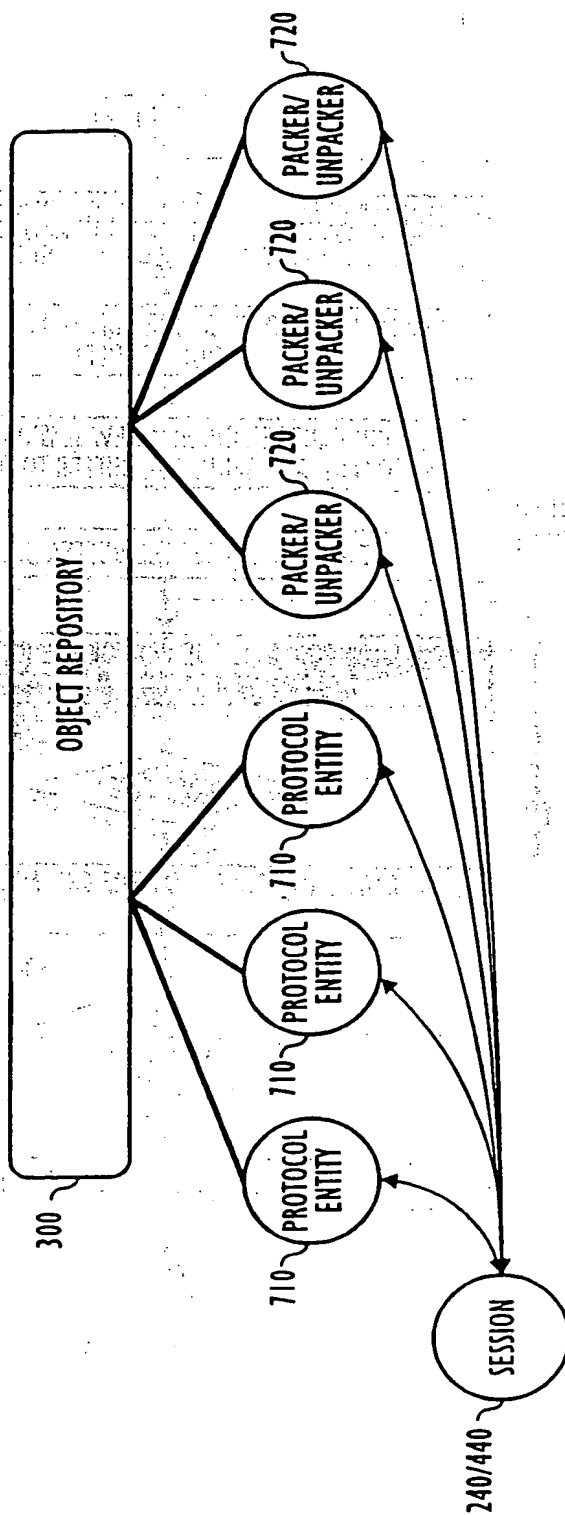 OBJECT REPOSITORY
300
720
720
720
PACKER/
UNPACKER
PACKER/
UNPACKER
PACKER/
UNPACKER
PROTOCOL
ENTITY
PROTOCOL
ENTITY
PROTOCOL
ENTITY
710
710
710
SESSION
240/440